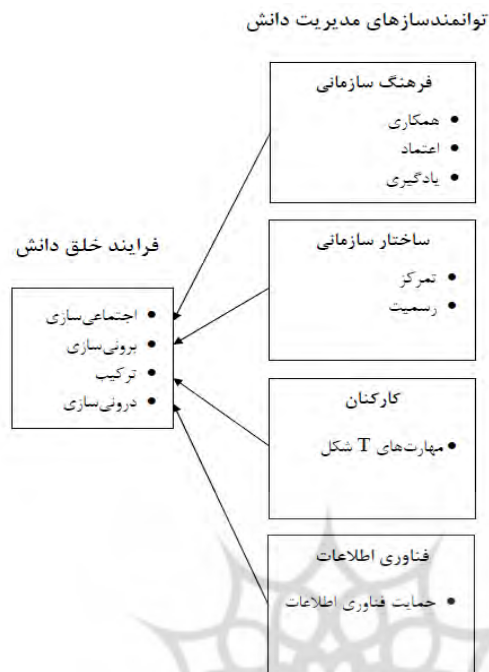 توانمندسازهای مدیریت دانش
فرهنگ سازمانی
• همکاری
• اعتماد
• یادگیری
ساختار سازمانی
• تمرکز
• رسمیت
کارکنان
• مهارت‌های T شکل
فناوری اطلاعات
• حمایت فناوری اطلاعات
فرایند خلق دانش
• اجتماعی‌سازی
• برونی‌سازی
• ترکیب
• درونی‌سازی